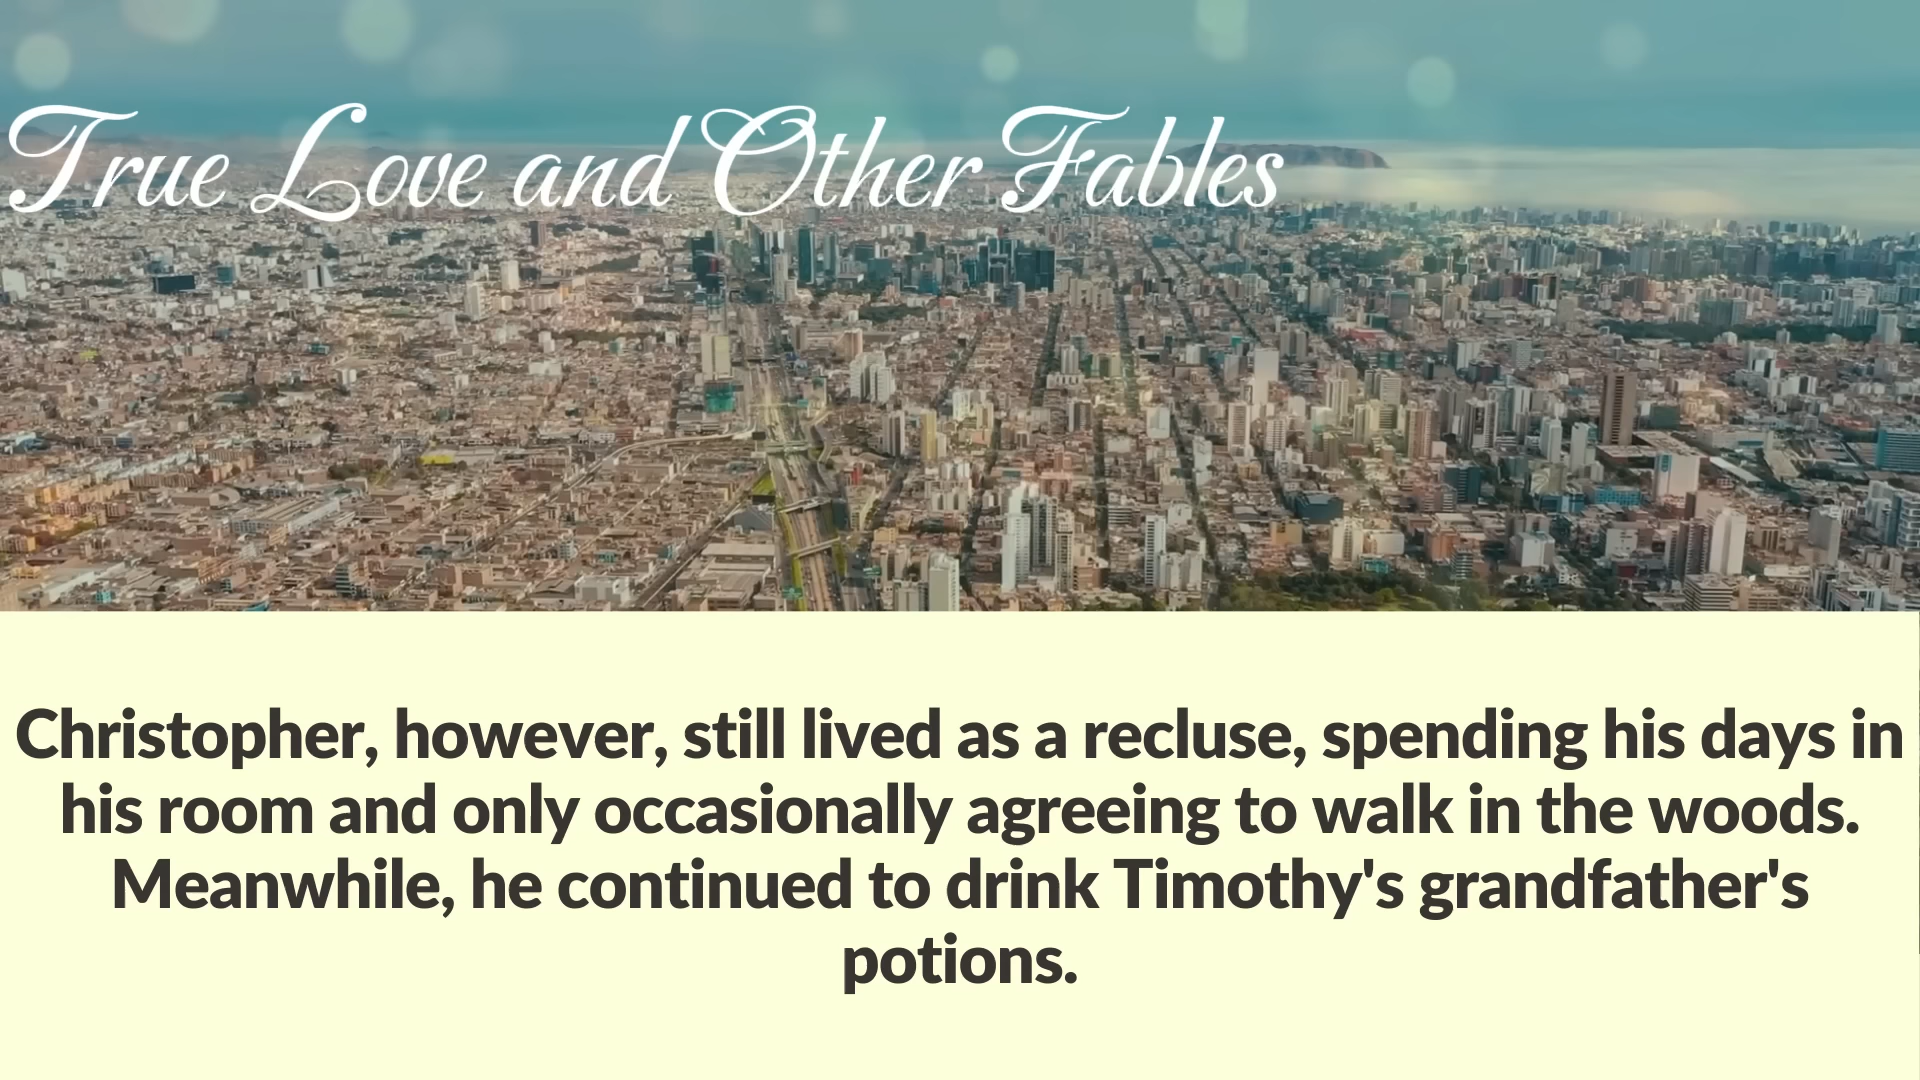 True Love and Other Fables
Christopher, however, still lived as a recluse, spending his days in
his room and only occasionally agreeing to walk in the woods.
Meanwhile, he continued to drink Timothy's grandfather's
potions.